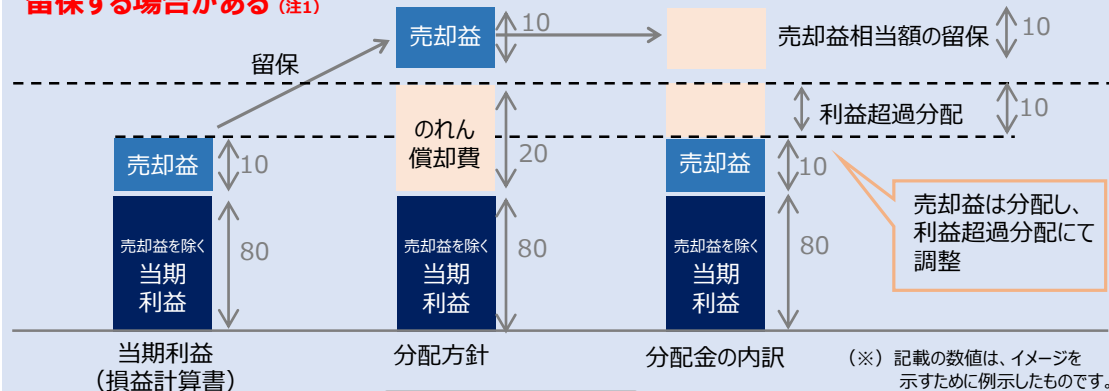 留保する場合がある（注1）
売却益
10
売却益相当額の留保
10
留保
のれん
償却費
20
利益超過分配
10
売却益
10
売却益
10
売却益は分配し、
利益超過分配にて
調整
売却益を除く
当期
利益
80
売却益を除く
当期
利益
80
売却益を除く
当期
利益
80
当期利益
（損益計算書）
分配方針
分配金の内訳
（※）記載の数値は、イメージを
示すために例示したものです。